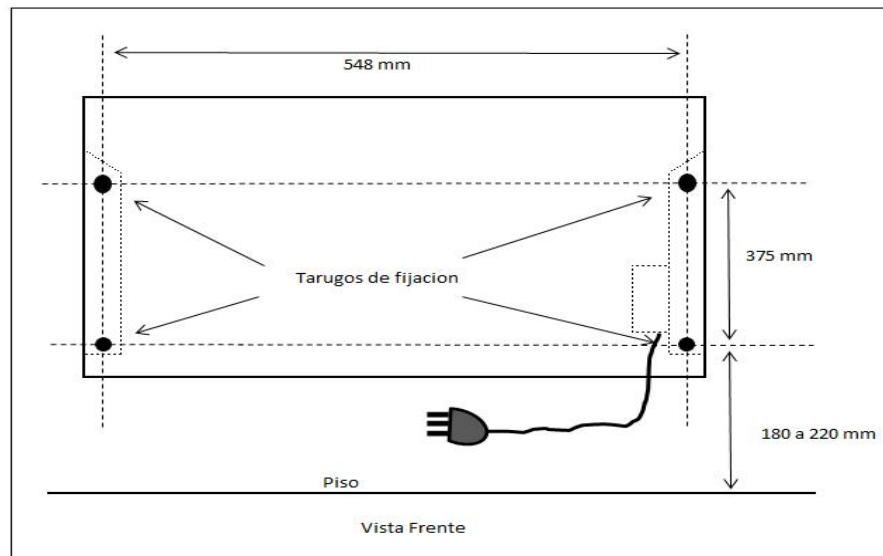 548 mm
375 mm
Tarugos de fijacion
180 a 220 mm
Piso
Vista Frente